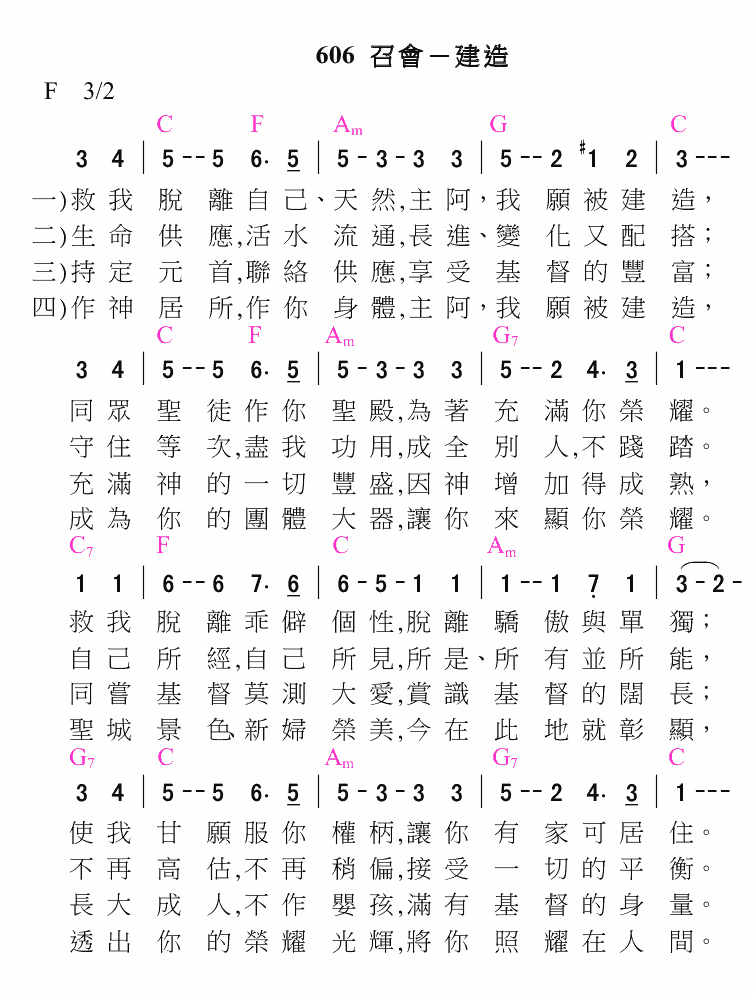 606 召會－建造
F 3/2
C F Am G C
3 4 | 5 - - 5 6. 5 | 5 - 3 - 3 3 | 5 - - 2 #1 2 | 3 - - -
一)救我 脫離自己、天然,主阿,我願被建造,
二)生命供應,活水流通,長進、變化又配搭；
三)持定元首,聯絡供應,享受基督的豐富；
四)作神居所,作你身體,主阿,我願被建造,
C F Am G7 C
3 4 | 5 - - 5 6. 5 | 5 - 3 - 3 3 | 5 - - 2 4. 3 | 1 - - -
同眾聖徒作你聖殿,為著充滿你榮耀。
守住等次,盡我功用,成全別人,不踐踏。
充滿神的一切豐盛,因神增加得成熟,
成為你的團體大器,讓你來顯你榮耀。
C7 F C Am G
1 1 | 6 - - 6 7. 6 | 6 - 5 - 1 1 | 1 - - 1 7 1 | 3 - 2 -
救我脫離乖僻個性,脫離驕傲與單獨；
自己所經,自己所見,所是、所有並所能,
同嘗基督莫測大愛,賞識基督的闊長；
聖城景色、新婦榮美,今在此地就彰顯,
G7 C Am G7 C
3 4 | 5 - - 5 6. 5 | 5 - 3 - 3 3 | 5 - - 2 4. 3 | 1 - - -
使我甘願服你權柄,讓你有家可居住。
不再高估,不再稍偏,接受一切的平衡。
長大成人,不作嬰孩,滿有基督的身量。
透出你的榮耀光輝,將你照耀在人間。